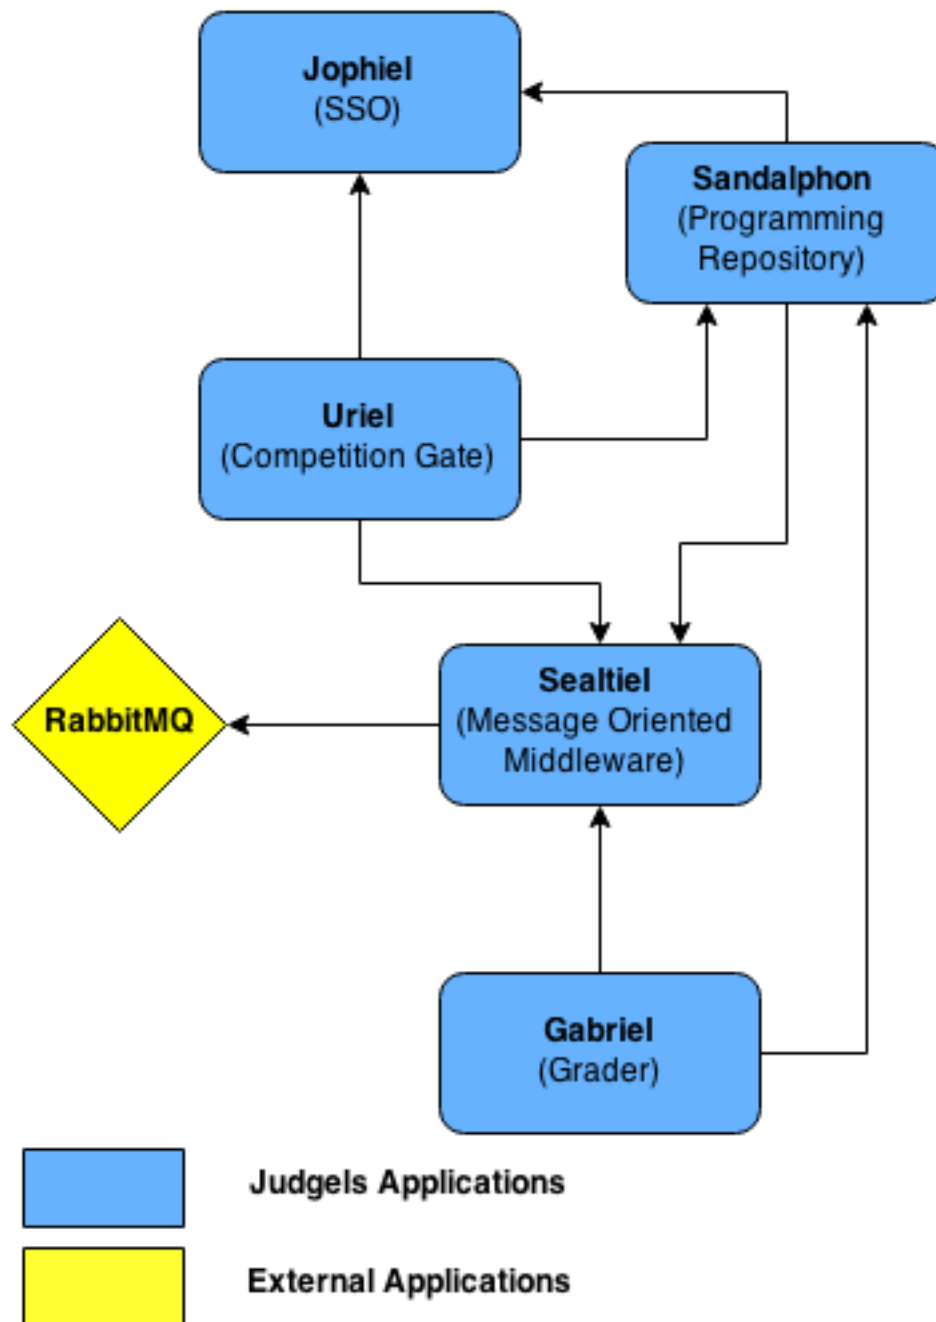 Jophiel
(SSO)
Sandalphon
(Programming
Repository)
Uriel
(Competition Gate)
RabbitMQ
Sealtiel
(Message Oriented
Middleware)
Gabriel
(Grader)
Judgels Applications
External Applications